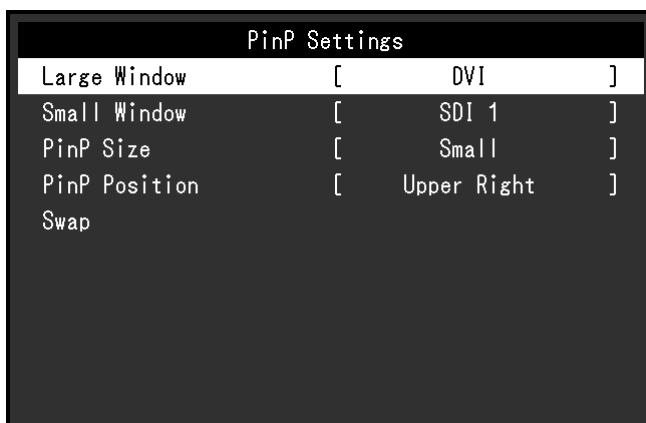 PinP Settings
Large Window [ DVI ]
Small Window [ SDI 1 ]
PinP Size [ Small ]
PinP Position [ Upper Right ]
Swap